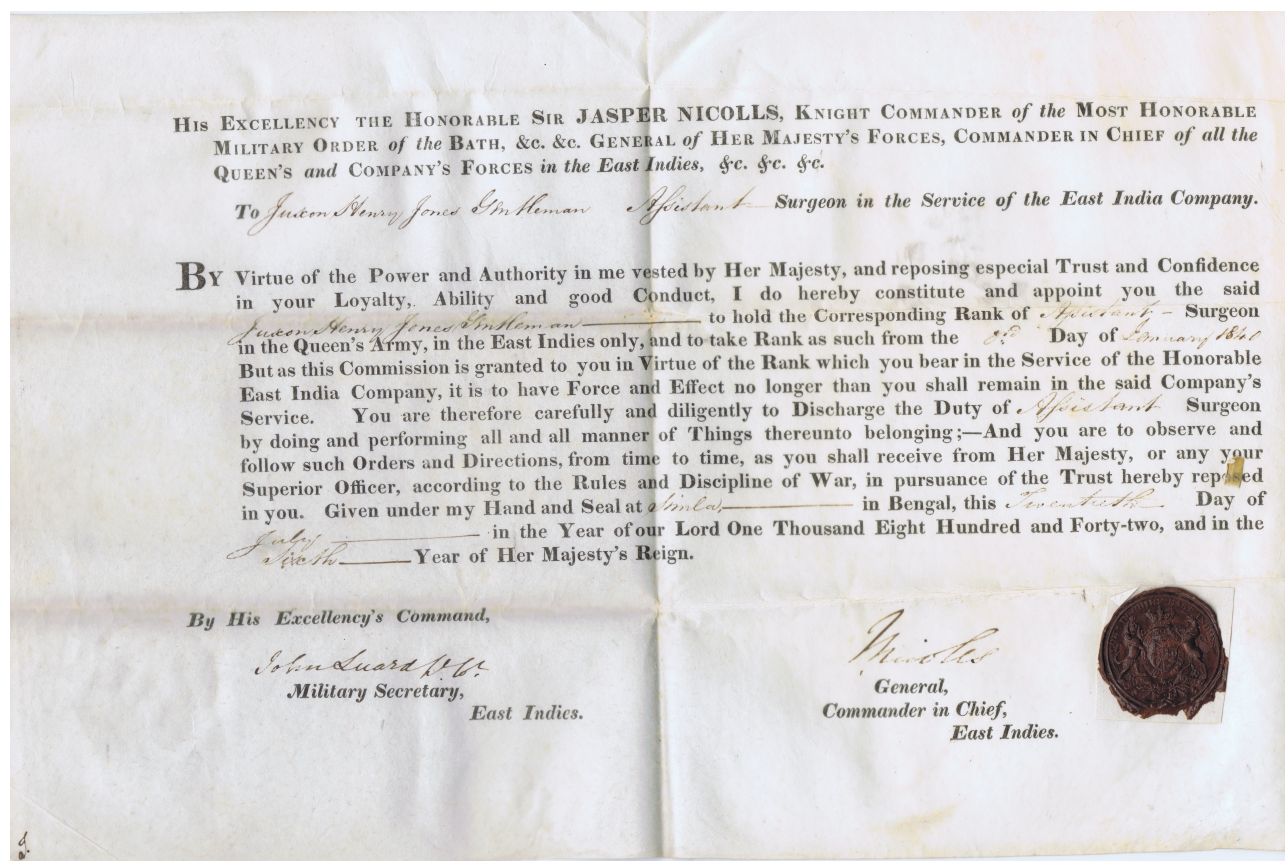 HIS EXCELLENCY THE HONORABLE SIR JASPER NICOLLS, KNIGHT COMMANDER of the MOST HONORABLE
MILITARY ORDER of the BATH, &c. &c. GENERAL of HER MAJESTY'S FORCES, COMMANDER IN CHIEF of all the
QUEEN'S and COMPANY'S FORCES in the East Indies, &c. &c. &c.
To Juxon Henry Jones Gentleman Assistant Surgeon in the Service of the East India Company.
BY Virtue of the Power and Authority in me vested by Her Majesty, and reposing especial Trust and Confidence
in your Loyalty, Ability and good Conduct, I do hereby constitute and appoint you the said
Juxon Henry Jones Gentleman to hold the Corresponding Rank of Assistant Surgeon
in the Queen's Army, in the East Indies only, and to take Rank as such from the Day of January
But as this Commission is granted to you in Virtue of the Rank which you bear in the Service of the Honorable
East India Company, it is to have Force and Effect no longer than you shall remain in the said Company's
Service. You are therefore carefully and diligently to Discharge the Duty of Assistant Surgeon
by doing and performing all and all manner of Things thereunto belonging;—And you are to observe and
follow such Orders and Directions, from time to time, as you shall receive from Her Majesty, or any your
Superior Officer, according to the Rules and Discipline of War, in pursuance of the Trust hereby reposed
in you. Given under my Hand and Seal at Simla, in Bengal, this Twentieth Day of
July in the Year of our Lord One Thousand Eight Hundred and Forty-two, and in the
Sixth Year of Her Majesty's Reign.
By His Excellency's Command,
John Luard
Military Secretary,
East Indies.
Nicolls
General,
Commander in Chief,
East Indies.